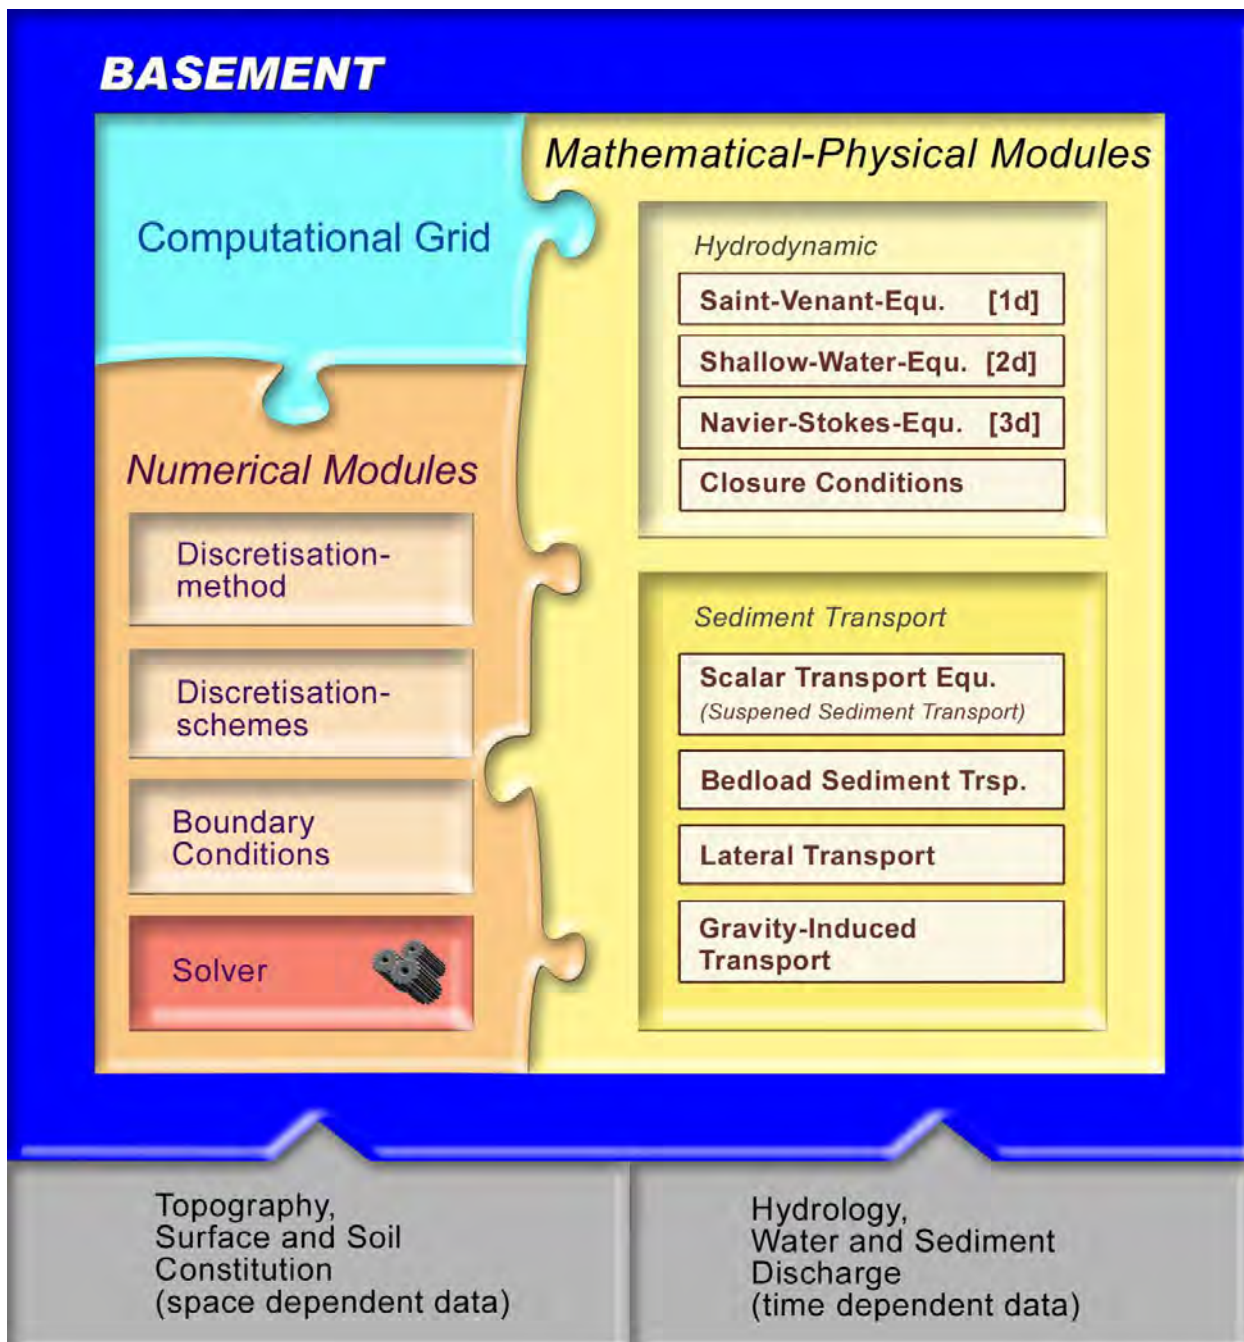 BASEMENT
Computational Grid
Numerical Modules
Discretisation-
method
Discretisation-
schemes
Boundary
Conditions
Solver
Mathematical-Physical Modules
Hydrodynamic
Saint-Venant-Equ. [1d]
Shallow-Water-Equ. [2d]
Navier-Stokes-Equ. [3d]
Closure Conditions
Sediment Transport
Scalar Transport Equ.
(Suspened Sediment Transport)
Bedload Sediment Trsp.
Lateral Transport
Gravity-Induced
Transport
Topography,
Surface and Soil
Constitution
(space dependent data)
Hydrology,
Water and Sediment
Discharge
(time dependent data)